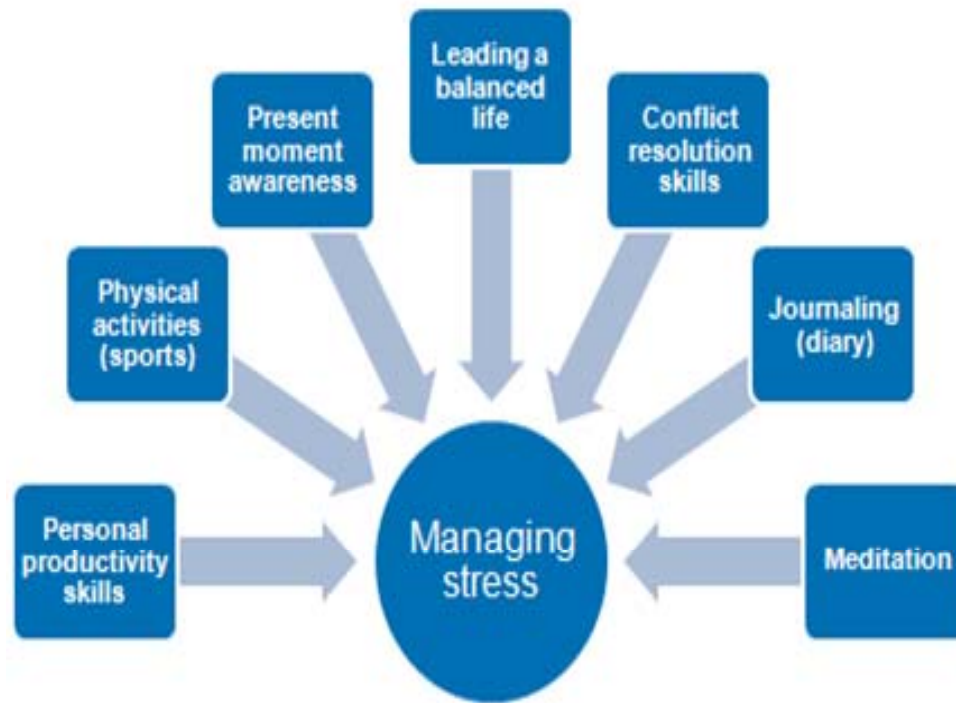 Leading a
balanced
life
Present
moment
awareness
Conflict
resolution
skills
Physical
activities
(sports)
Journaling
(diary)
Personal
productivity
skills
Managing
stress
Meditation